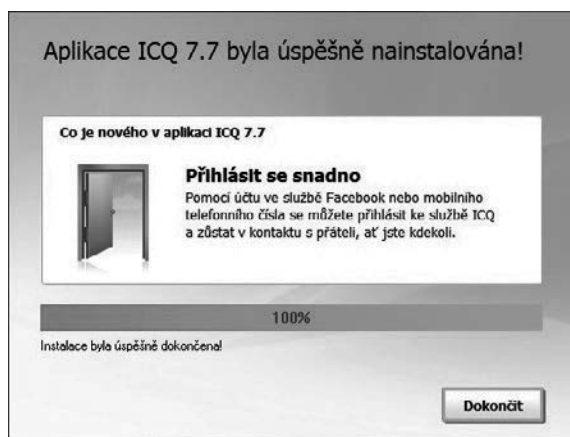 Aplikace ICQ 7.7 byla úspěšně nainstalována!
Co je nového v aplikaci ICQ 7.7
Přihlásit se snadno
Pomocí účtu ve službě Facebook nebo mobilního
telefonního čísla se můžete přihlásit ke službě ICQ
a zůstat v kontaktu s přáteli, ať jste kdekoli.
100%
Instalace byla úspěšně dokončena!
Dokončit